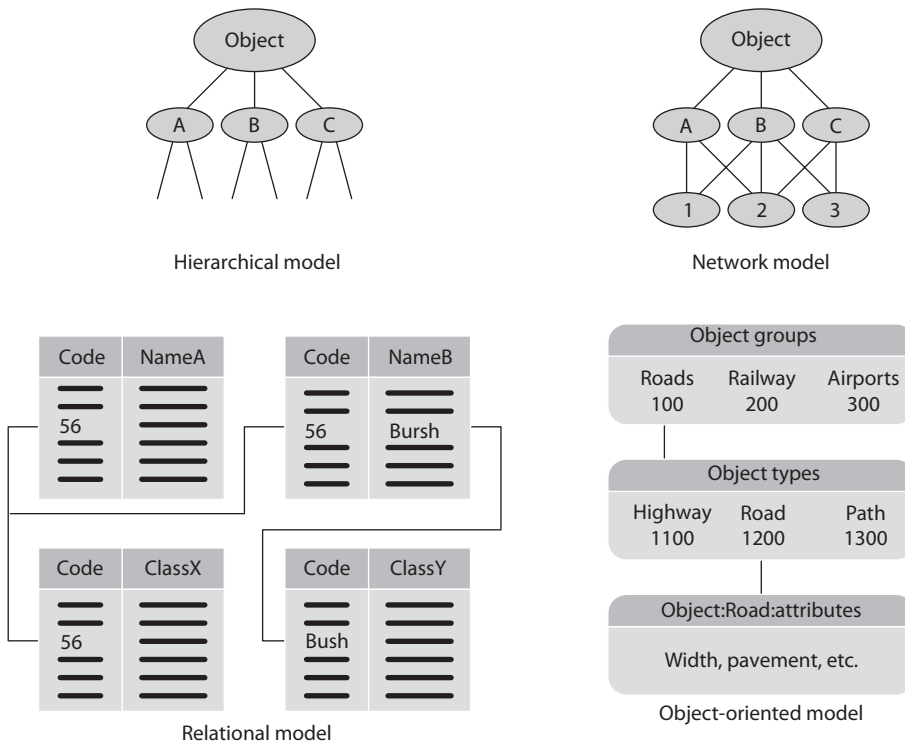 Object
A B C
Hierarchical model
Object
A B C
1 2 3
Network model
Code NameA
56
Code NameB
56 Bursh
Code ClassX
56
Code ClassY
Bush
Relational model
Object groups
Roads Railway Airports
100 200 300
Object types
Highway Road Path
1100 1200 1300
Object:Road:attributes
Width, pavement, etc.
Object-oriented model